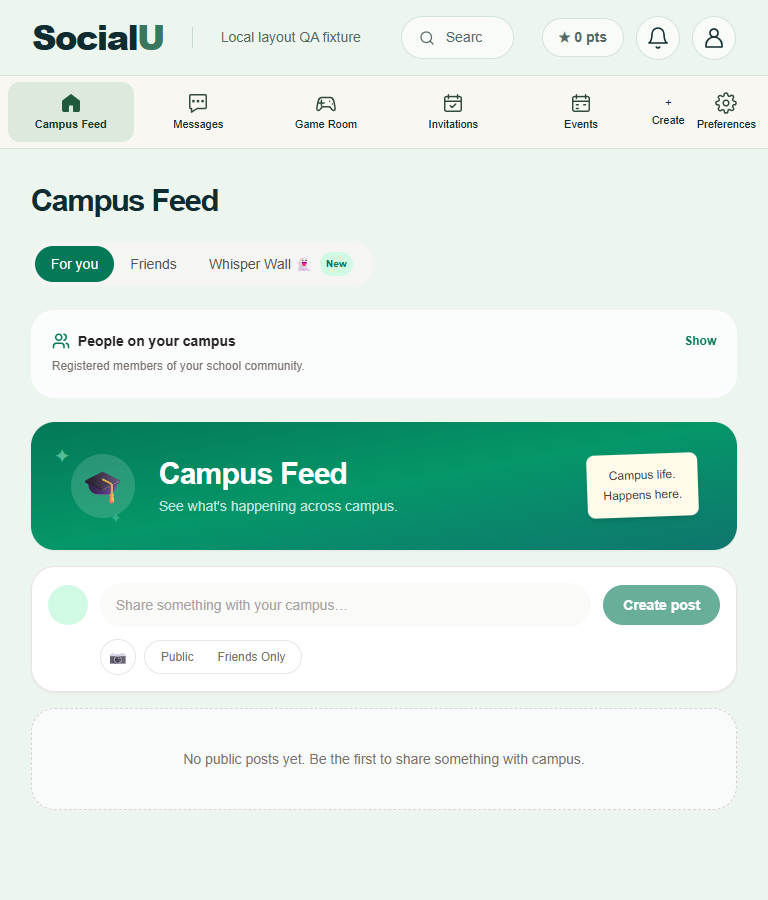 SocialU
Local layout QA fixture
Searc
★ 0 pts
Campus Feed
Messages
Game Room
Invitations
Events
+
Create
Preferences
Campus Feed
For you
Friends
Whisper Wall 👻
New
People on your campus
Show
Registered members of your school community.
Campus Feed
See what's happening across campus.
Campus life.
Happens here.
Share something with your campus…
Create post
Public
Friends Only
No public posts yet. Be the first to share something with campus.